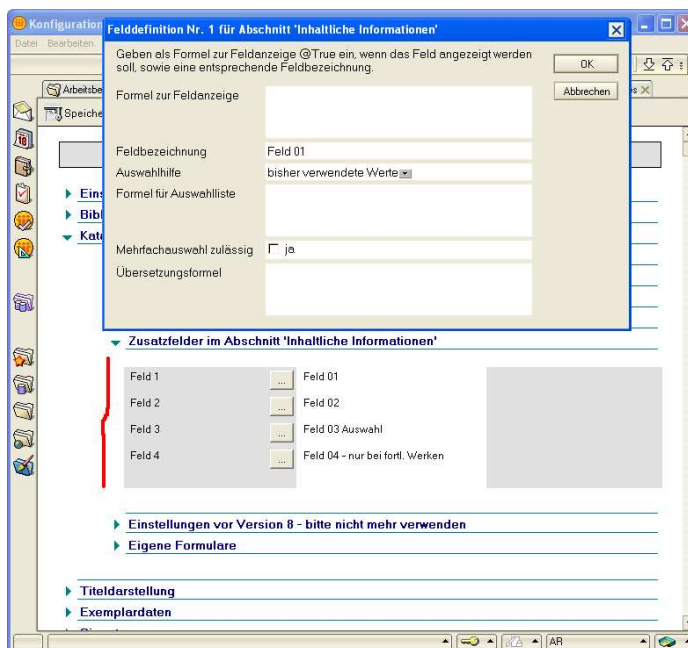 Konfiguration
Felddefinition Nr. 1 für Abschnitt 'Inhaltliche Informationen'
Datei Bearbeiten
Geben als Formel zur Feldanzeige @True ein, wenn das Feld angezeigt werden
soll, sowie eine entsprechende Feldbezeichnung.
OK
Abbrechen
Arbeitsbe
Speiche
Formel zur Feldanzeige
Feldbezeichnung
Feld 01
Auswahlhilfe
bisher verwendete Werte
Formel für Auswahlliste
Mehrfachauswahl zulässig
ja
Übersetzungsformel
Eins
Bibl
Kata
Zusatzfelder im Abschnitt 'Inhaltliche Informationen'
Feld 1 ... Feld 01
Feld 2 ... Feld 02
Feld 3 ... Feld 03 Auswahl
Feld 4 ... Feld 04 - nur bei fortl. Werken
Einstellungen vor Version 8 - bitte nicht mehr verwenden
Eigene Formulare
Titeldarstellung
Exemplardaten
AR